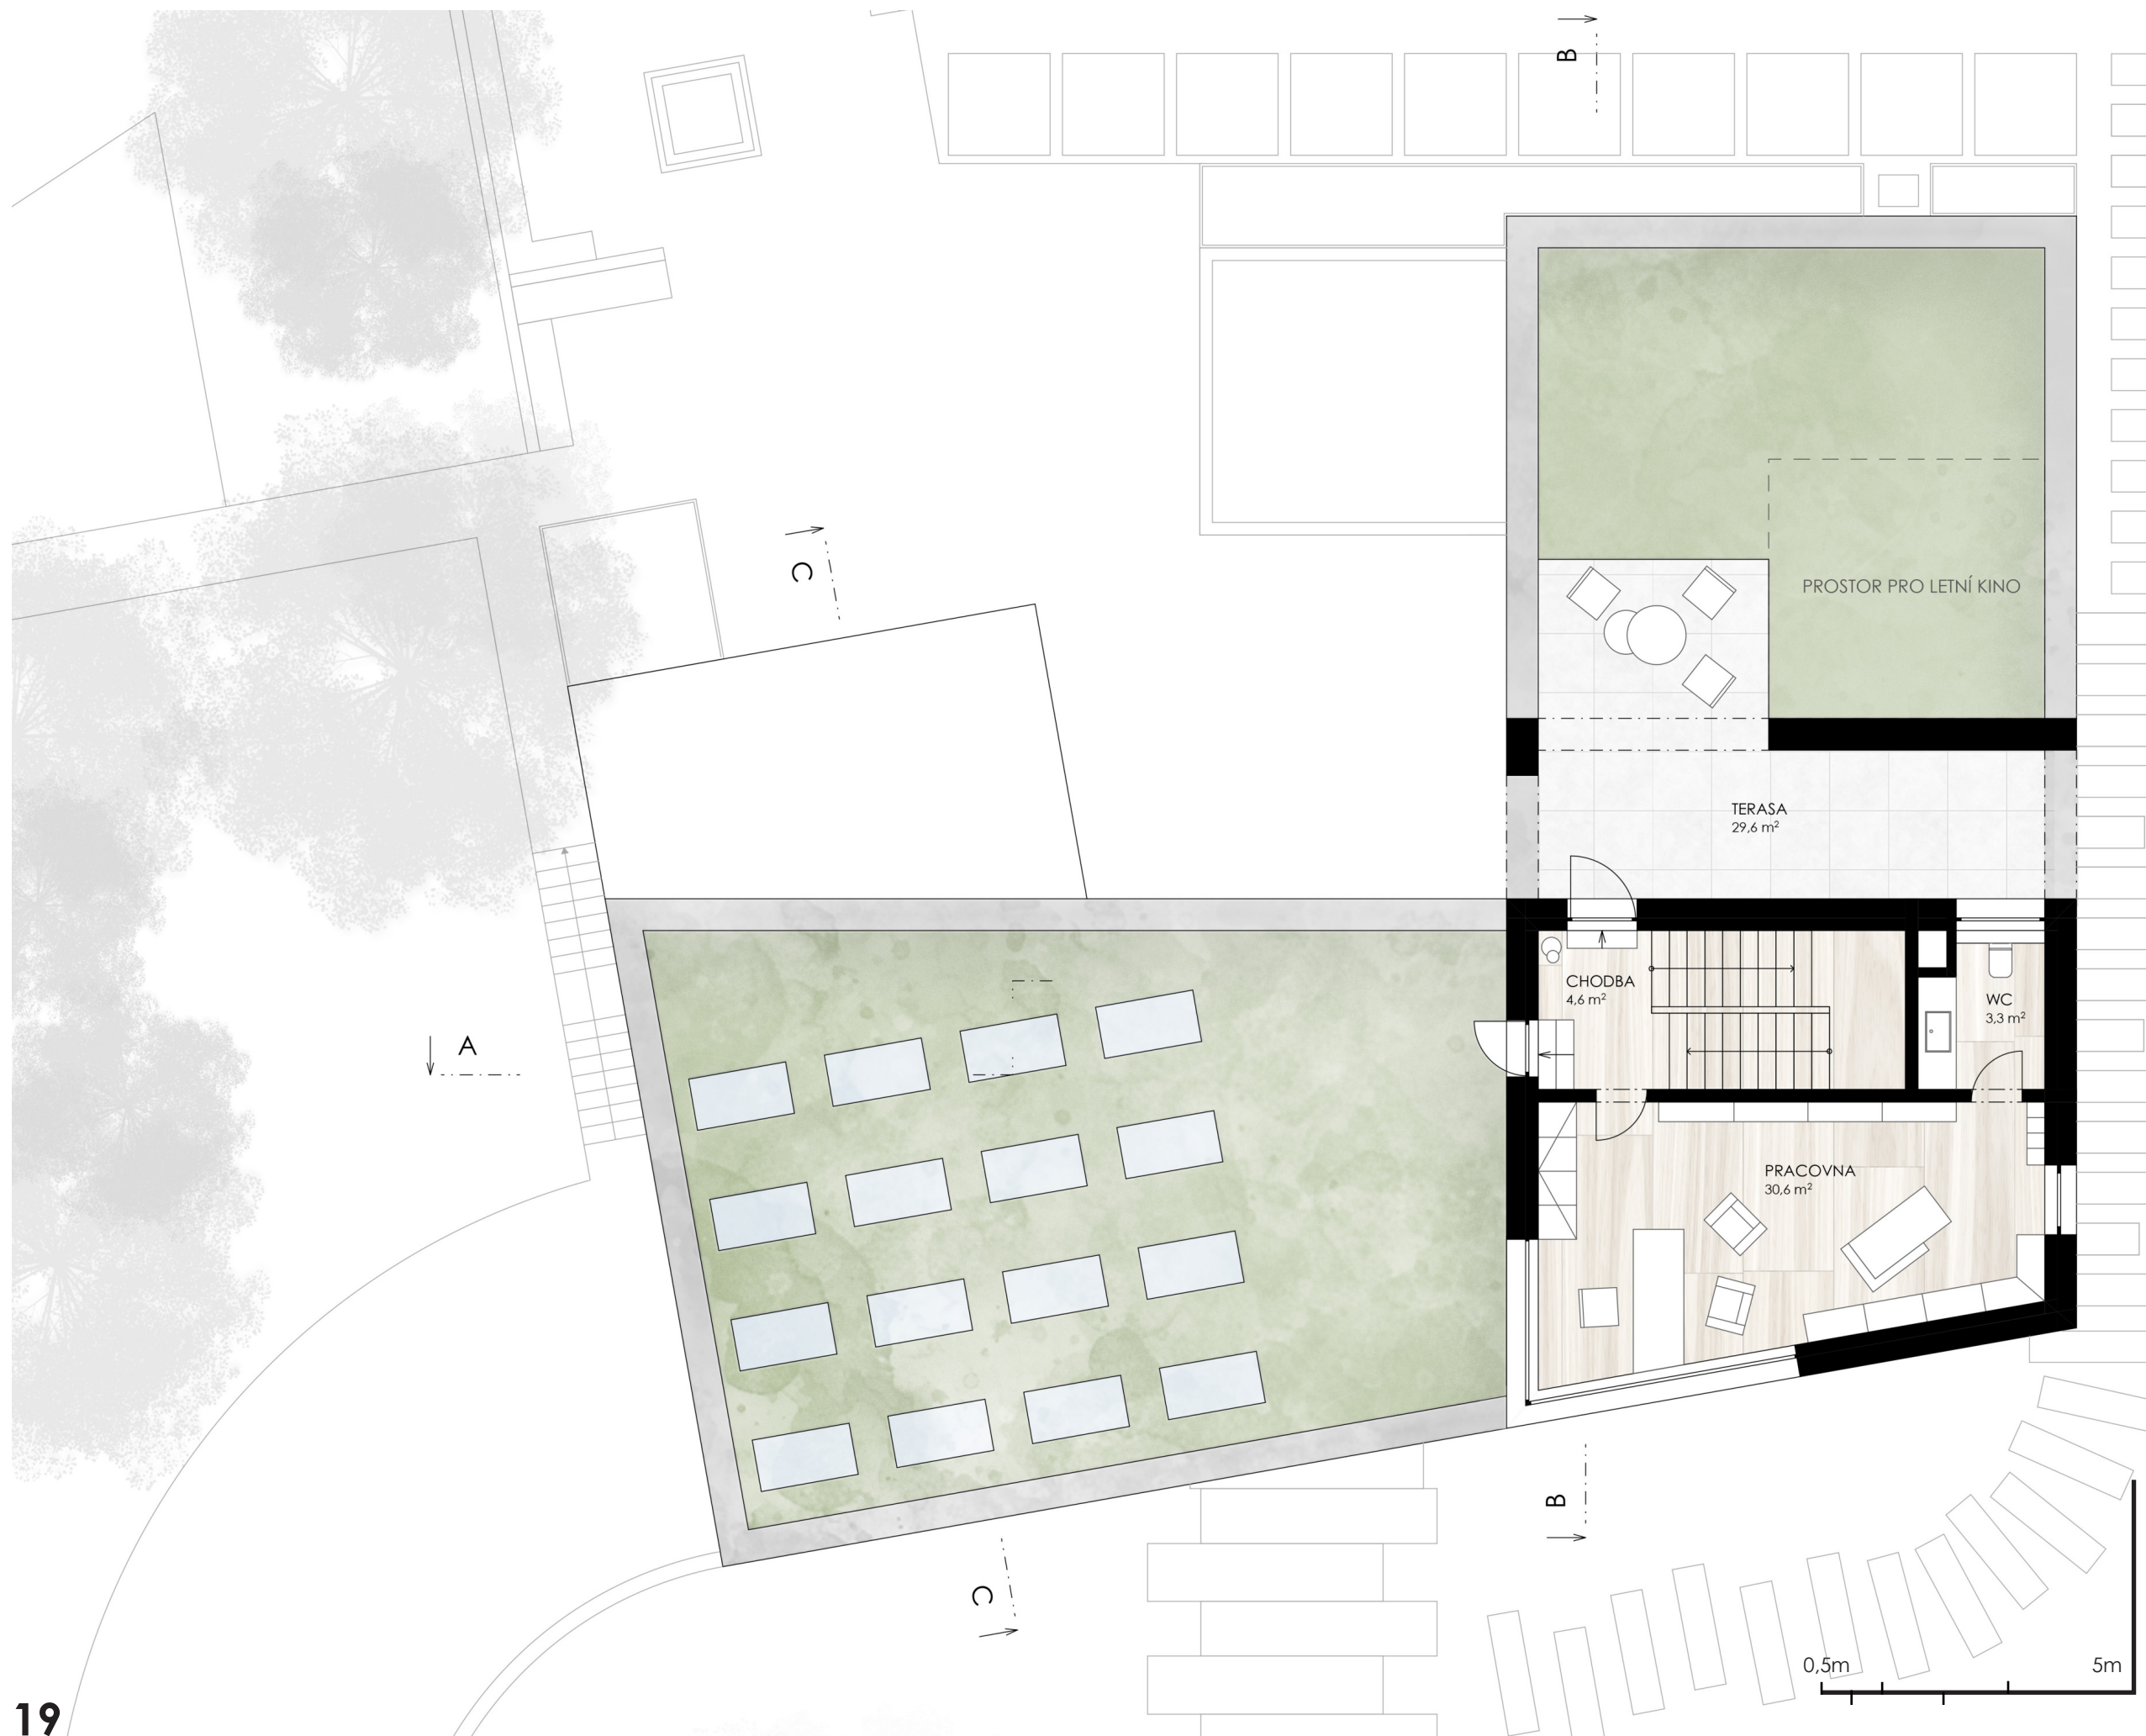 B
C
PROSTOR PRO LETNÍ KINO
TERASA
29,6 m²
CHODBA
4,6 m²
WC
3,3 m²
A
PRACOVNA
30,6 m²
B
C
0,5m
5m
19